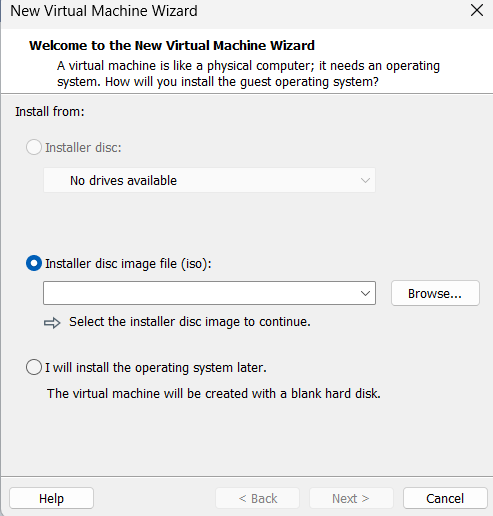 New Virtual Machine Wizard
Welcome to the New Virtual Machine Wizard
A virtual machine is like a physical computer; it needs an operating
system. How will you install the guest operating system?
Install from:
Installer disc:
No drives available
Installer disc image file (iso):
Browse...
Select the installer disc image to continue.
I will install the operating system later.
The virtual machine will be created with a blank hard disk.
Help
< Back
Next >
Cancel